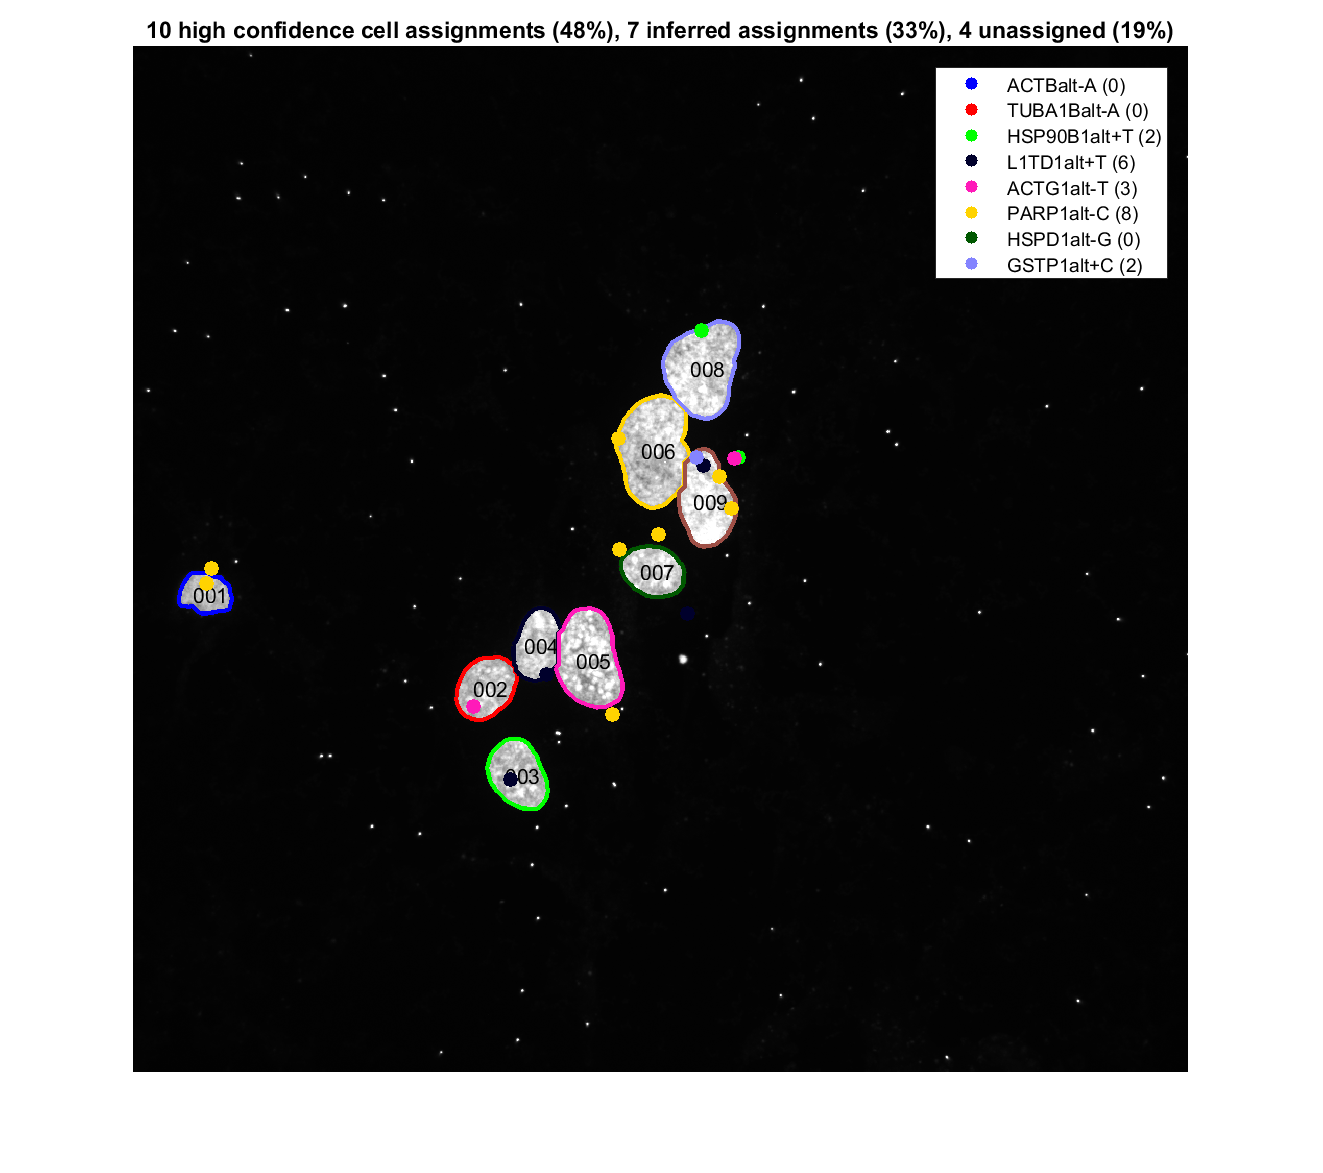 10 high confidence cell assignments (48%), 7 inferred assignments (33%), 4 unassigned (19%)
ACTBalt-A (0)
TUBA1Balt-A (0)
HSP90B1alt+T (2)
L1TD1alt+T (6)
ACTG1alt-T (3)
PARP1alt-C (8)
HSPD1alt-G (0)
GSTP1alt+C (2)
008
006
009
007
001
004
005
002
003